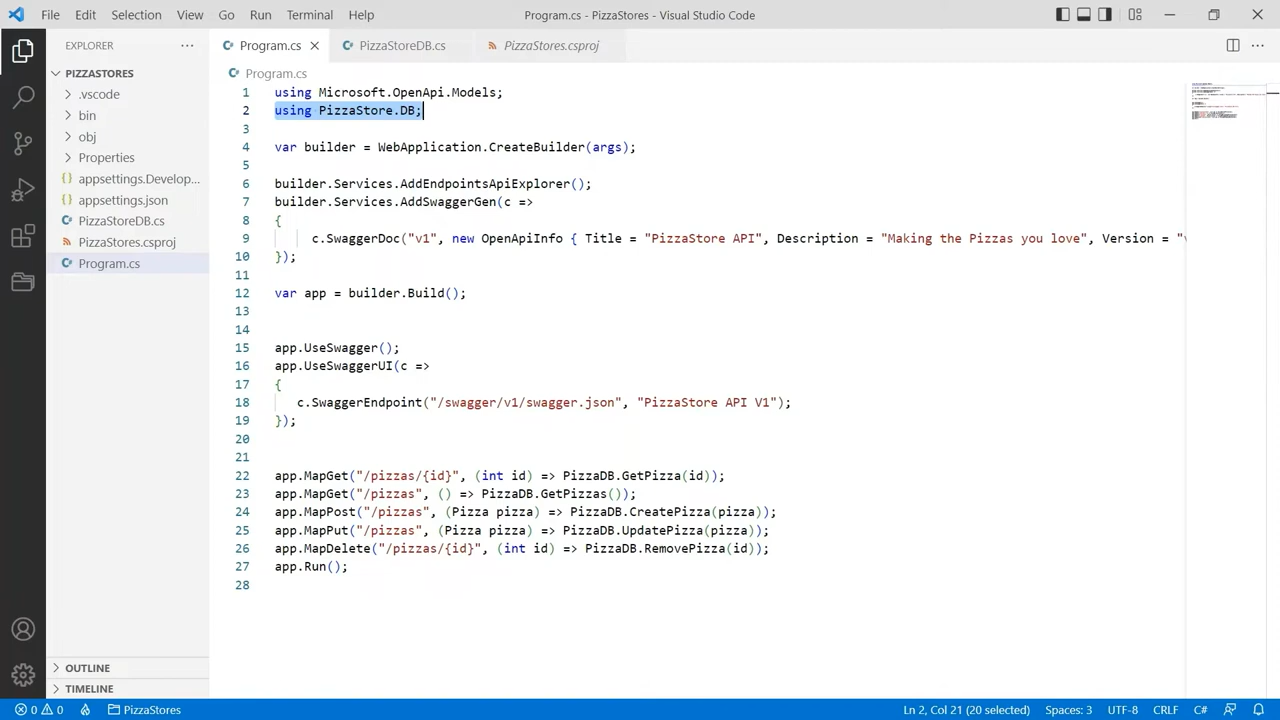 File Edit Selection View Go Run Terminal Help
Program.cs - PizzaStores - Visual Studio Code
EXPLORER
PIZZASTORES
.vscode
bin
obj
Properties
appsettings.Develop...
appsettings.json
PizzaStoreDB.cs
PizzaStores.csproj
Program.cs
OUTLINE
TIMELINE
Program.cs PizzaStoreDB.cs PizzaStores.csproj
Program.cs
1 using Microsoft.OpenApi.Models;
2 using PizzaStore.DB;
3
4 var builder = WebApplication.CreateBuilder(args);
5
6 builder.Services.AddEndpointsApiExplorer();
7 builder.Services.AddSwaggerGen(c =>
8 {
9 c.SwaggerDoc("v1", new OpenApiInfo { Title = "PizzaStore API", Description = "Making the Pizzas you love", Version = "v
10 });
11
12 var app = builder.Build();
13
14
15 app.UseSwagger();
16 app.UseSwaggerUI(c =>
17 {
18 c.SwaggerEndpoint("/swagger/v1/swagger.json", "PizzaStore API V1");
19 });
20
21
22 app.MapGet("/pizzas/{id}", (int id) => PizzaDB.GetPizza(id));
23 app.MapGet("/pizzas", () => PizzaDB.GetPizzas());
24 app.MapPost("/pizzas", (Pizza pizza) => PizzaDB.CreatePizza(pizza));
25 app.MapPut("/pizzas", (Pizza pizza) => PizzaDB.UpdatePizza(pizza));
26 app.MapDelete("/pizzas/{id}", (int id) => PizzaDB.RemovePizza(id));
27 app.Run();
28
0 0 PizzaStores Ln 2, Col 21 (20 selected) Spaces: 3 UTF-8 CRLF C#